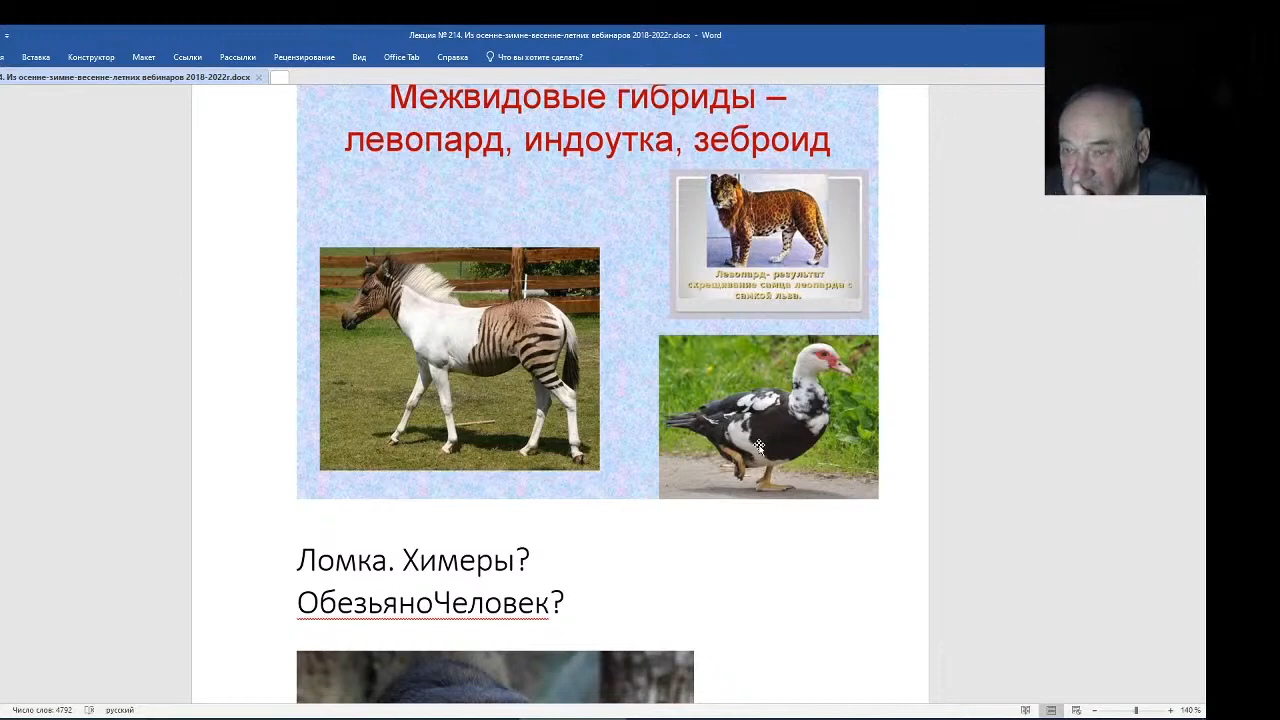 Лекция № 214. Из осенне-зимне-весенне-летних вебинаров 2018-2022г.docx - Word
Вставка Конструктор Макет Ссылки Рассылки Рецензирование Вид Office Tab Справка Что вы хотите сделать?
4. Из осенне-зимне-весенне-летних вебинаров 2018-2022г.docx
Межвидовые гибриды –
левопард, индоутка, зеброид
Левопард- результат
скрещивание самца леопарда с
самкой льва.
Ломка. Химеры?
ОбезьяноЧеловек?
Число слов: 4792 русский 140 %